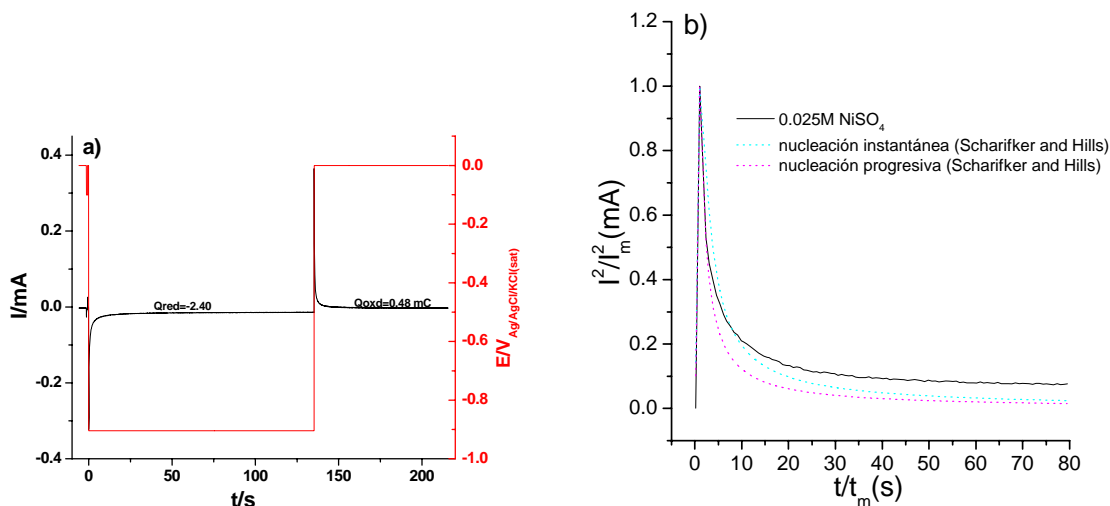 a)
I/mA
0.4
0.2
0.0
-0.2
-0.4
Qred=-2.40
Qoxd=0.48 mC
0.0
-0.2
-0.4
-0.6
-0.8
-1.0
E/V Ag/AgCl/KCl(sat)
0 50 100 150 200
t/s
b)
I²/I²m(mA)
1.2
1.0
0.8
0.6
0.4
0.2
0.0
0.025M NiSO₄
nucleación instantánea (Scharifker and Hills)
nucleación progresiva (Scharifker and Hills)
0 10 20 30 40 50 60 70 80
t/tm(s)